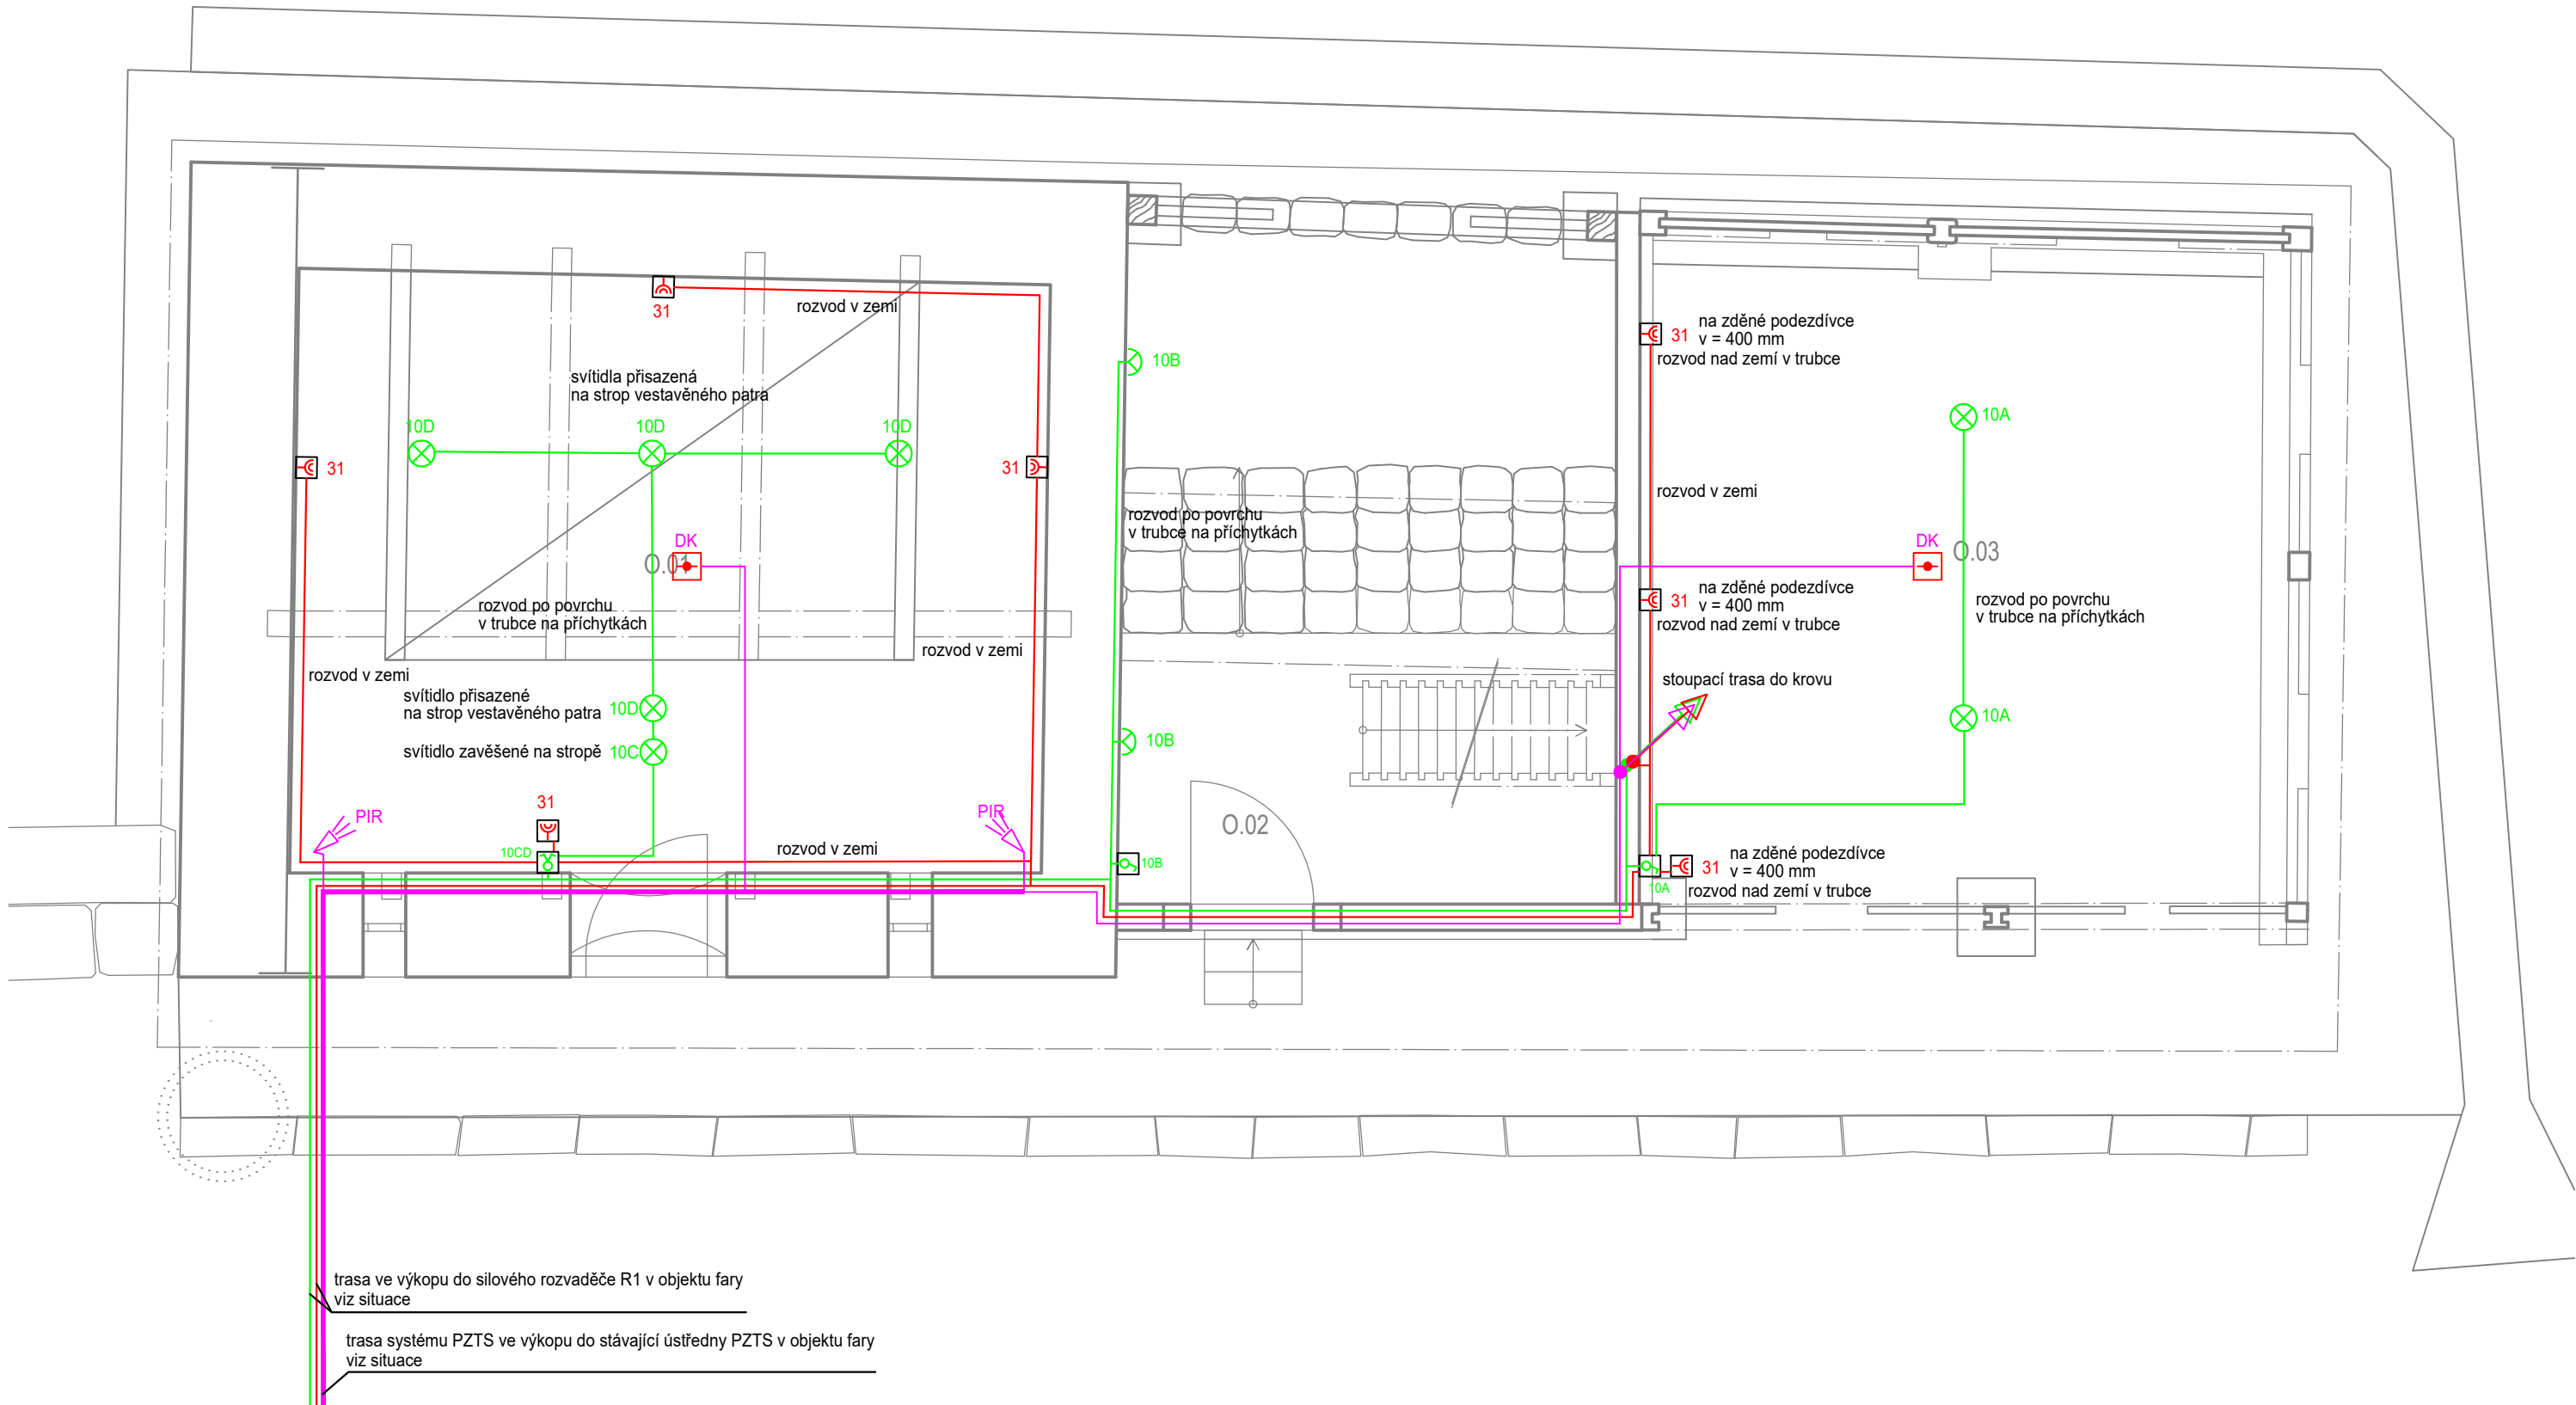 31
rozvod v zemi
svítidla přisazená
na strop vestavěného patra
10D
10D
10D
31
31
DK
O.01
rozvod po povrchu
v trubce na příchytkách
rozvod v zemi
rozvod v zemi
svítidlo přisazené
na strop vestavěného patra
10D
svítidlo zavěšené na stropě
10C
PIR
31
PIR
10CD
rozvod v zemi
10B
rozvod po povrchu
v trubce na příchytkách
10B
O.02
10B
31
na zděné podezdívce
v = 400 mm
rozvod nad zemí v trubce
10A
rozvod v zemi
DK
O.03
31
na zděné podezdívce
v = 400 mm
rozvod nad zemí v trubce
rozvod po povrchu
v trubce na příchytkách
stoupací trasa do krovu
10A
31
na zděné podezdívce
v = 400 mm
10A
rozvod nad zemí v trubce
trasa ve výkopu do silového rozvaděče R1 v objektu fary
viz situace
trasa systému PZTS ve výkopu do stávající ústředny PZTS v objektu fary
viz situace